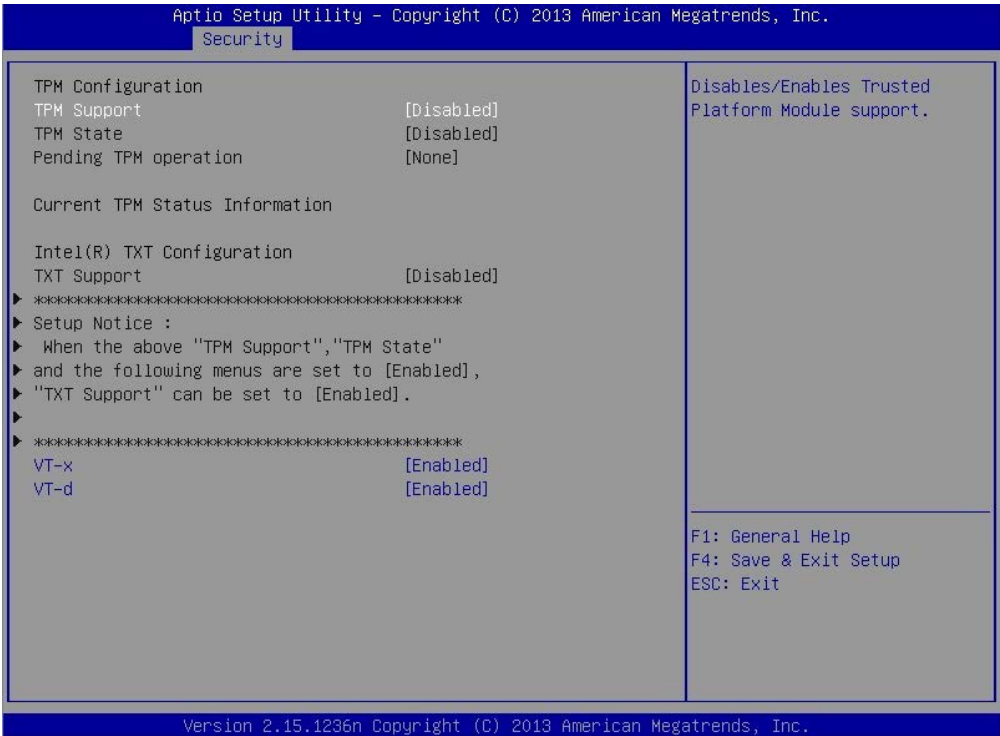 Aptio Setup Utility – Copyright (C) 2013 American Megatrends, Inc.
Security
TPM Configuration
TPM Support [Disabled]
TPM State [Disabled]
Pending TPM operation [None]
Current TPM Status Information
Intel(R) TXT Configuration
TXT Support [Disabled]
*********************************************
Setup Notice :
When the above "TPM Support","TPM State"
and the following menus are set to [Enabled],
"TXT Support" can be set to [Enabled].
*********************************************
VT-x [Enabled]
VT-d [Enabled]
Disables/Enables Trusted
Platform Module support.
F1: General Help
F4: Save & Exit Setup
ESC: Exit
Version 2.15.1236n Copyright (C) 2013 American Megatrends, Inc.